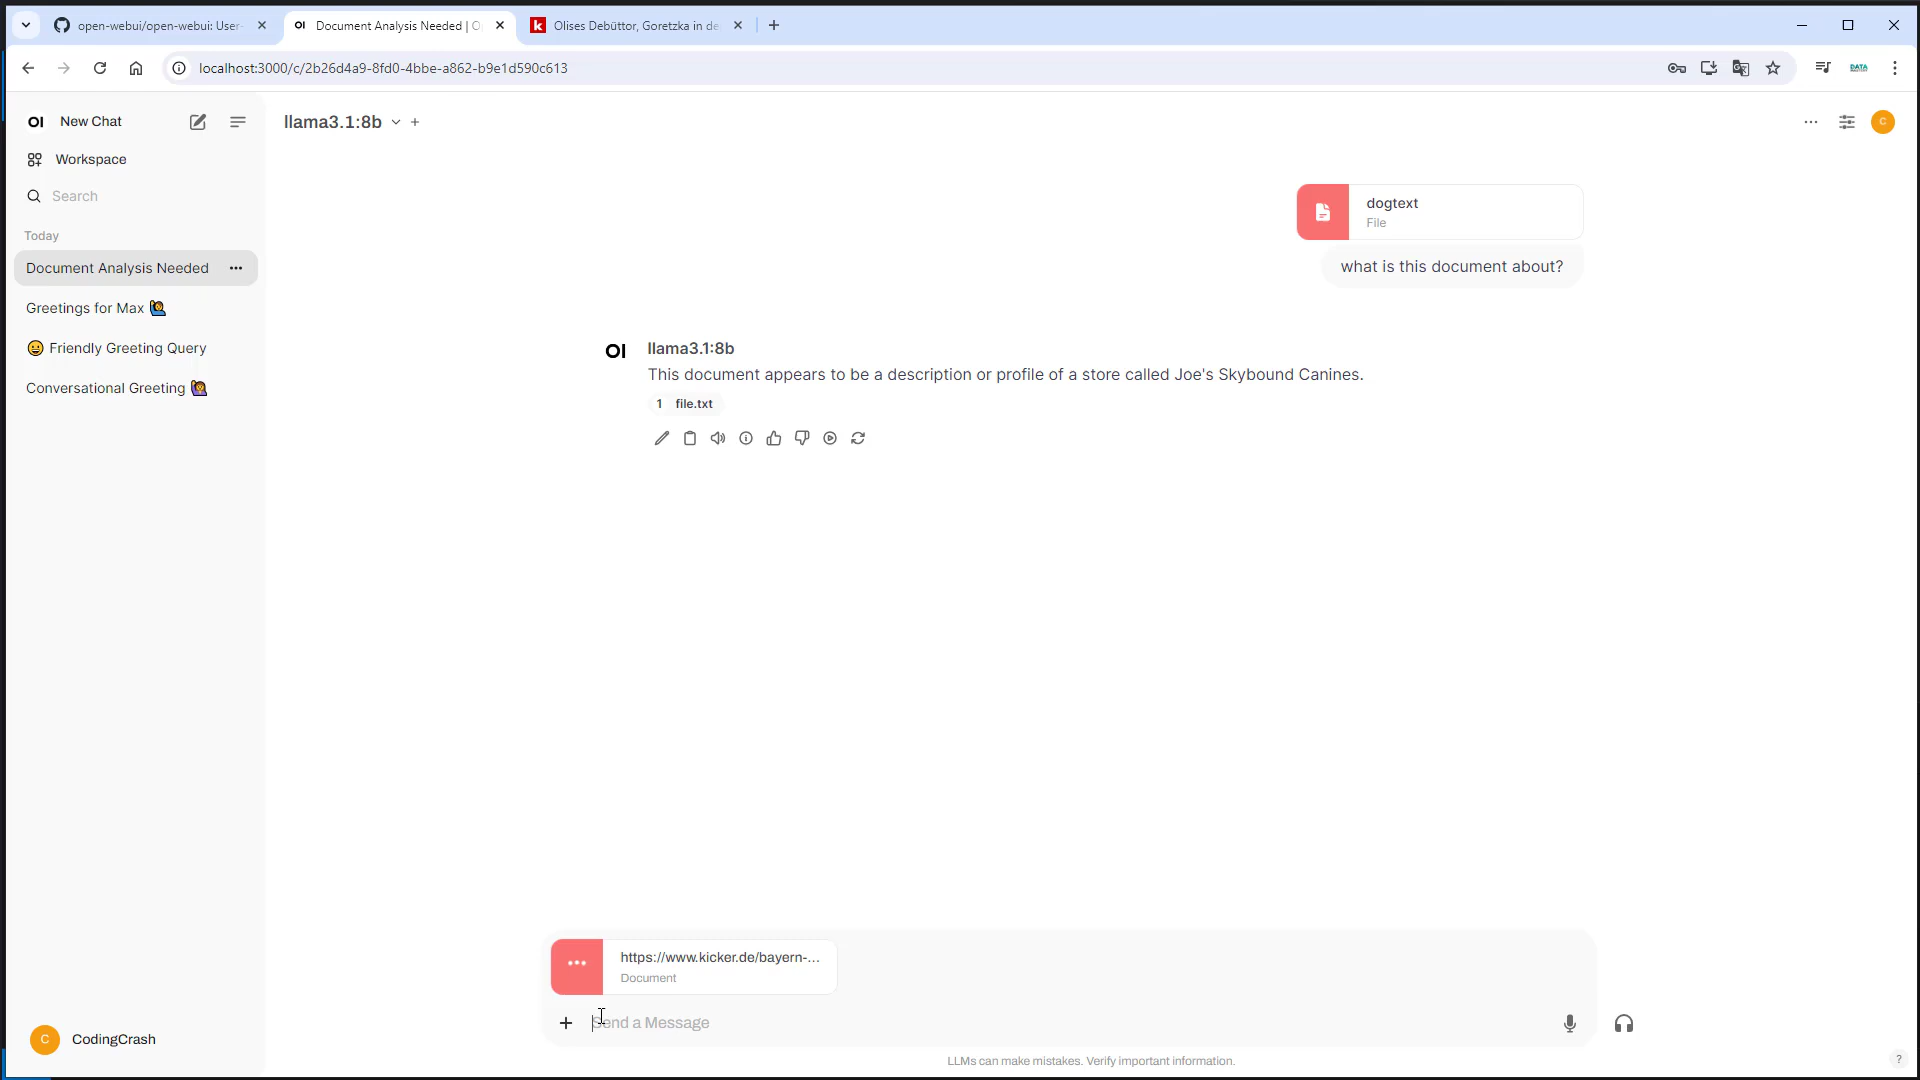 open-webui/open-webui: User-
Document Analysis Needed | O
k
Olises Debüttor, Goretzka in de
localhost:3000/c/2b26d4a9-8fd0-4bbe-a862-b9e1d590c613
DATA
OI New Chat
llama3.1:8b
C
Workspace
Search
Today
Document Analysis Needed
Greetings for Max
Friendly Greeting Query
Conversational Greeting
dogtext
File
what is this document about?
OI llama3.1:8b
This document appears to be a description or profile of a store called Joe's Skybound Canines.
1 file.txt
https://www.kicker.de/bayern-...
Document
Send a Message
C CodingCrash
LLMs can make mistakes. Verify important information.
?